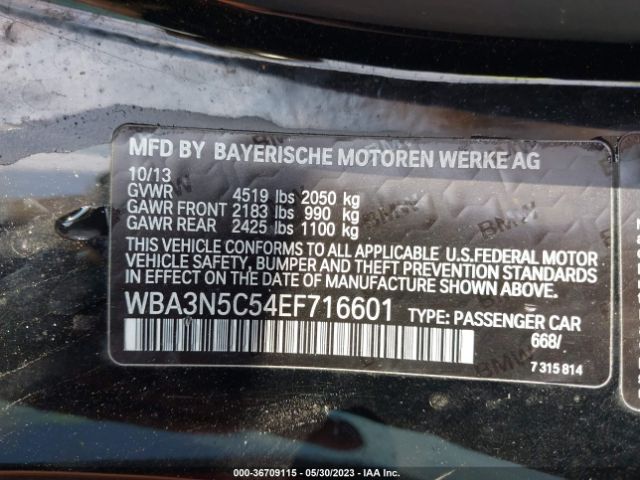 MFD BY BAYERISCHE MOTOREN WERKE AG
10/13
GVWR 4519 lbs 2050 kg
GAWR FRONT 2183 lbs 990 kg
GAWR REAR 2425 lbs 1100 kg
THIS VEHICLE CONFORMS TO ALL APPLICABLE U.S.FEDERAL MOTOR
VEHICLE SAFETY, BUMPER AND THEFT PREVENTION STANDARDS
IN EFFECT ON DATE OF MANUFACTURE SHOWN ABOVE.
WBA3N5C54EF716601 TYPE: PASSENGER CAR
668/
7 315 814
000-36709115 - 05/30/2023 - IAA Inc.